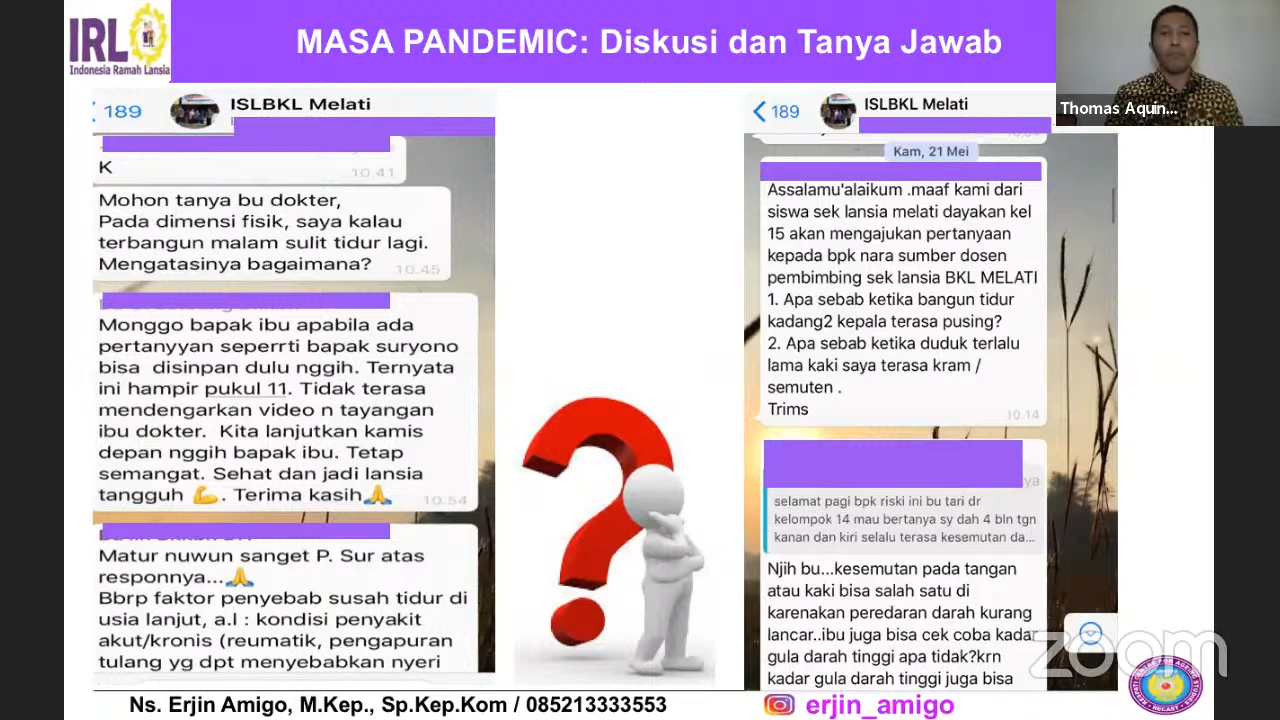 IRL
Indonesia Ramah Lansia
MASA PANDEMIC: Diskusi dan Tanya Jawab
Thomas Aquin...
189
ISLBKL Melati
K
10.41
Mohon tanya bu dokter,
Pada dimensi fisik, saya kalau
terbangun malam sulit tidur lagi.
Mengatasinya bagaimana?
10.45
Monggo bapak ibu apabila ada
pertanyyan seperrti bapak suryono
bisa disinpan dulu nggih. Ternyata
ini hampir pukul 11. Tidak terasa
mendengarkan video n tayangan
ibu dokter. Kita lanjutkan kamis
depan nggih bapak ibu. Tetap
semangat. Sehat dan jadi lansia
tangguh 💪. Terima kasih🙏
10.54
Matur nuwun sanget P. Sur atas
responnya...🙏
Bbrp faktor penyebab susah tidur di
usia lanjut, a.l : kondisi penyakit
akut/kronis (reumatik, pengapuran
tulang yg dpt menyebabkan nyeri
189
ISLBKL Melati
Kam, 21 Mei
Assalamu'alaikum .maaf kami dari
siswa sek lansia melati dayakan kel
15 akan mengajukan pertanyaan
kepada bpk nara sumber dosen
pembimbing sek lansia BKL MELATI
1. Apa sebab ketika bangun tidur
kadang2 kepala terasa pusing?
2. Apa sebab ketika duduk terlalu
lama kaki saya terasa kram /
semuten .
Trims
10.14
ya
selamat pagi bpk riski ini bu tari dr
kelompok 14 mau bertanya sy dah 4 bln tgn
kanan dan kiri selalu terasa kesemutan da...
Njih bu...kesemutan pada tangan
atau kaki bisa salah satu di
karenakan peredaran darah kurang
lancar..ibu juga bisa cek coba kadar
gula darah tinggi apa tidak?krn
kadar gula darah tinggi juga bisa
zoom
Ns. Erjin Amigo, M.Kep., Sp.Kep.Kom / 085213333553
erjin_amigo